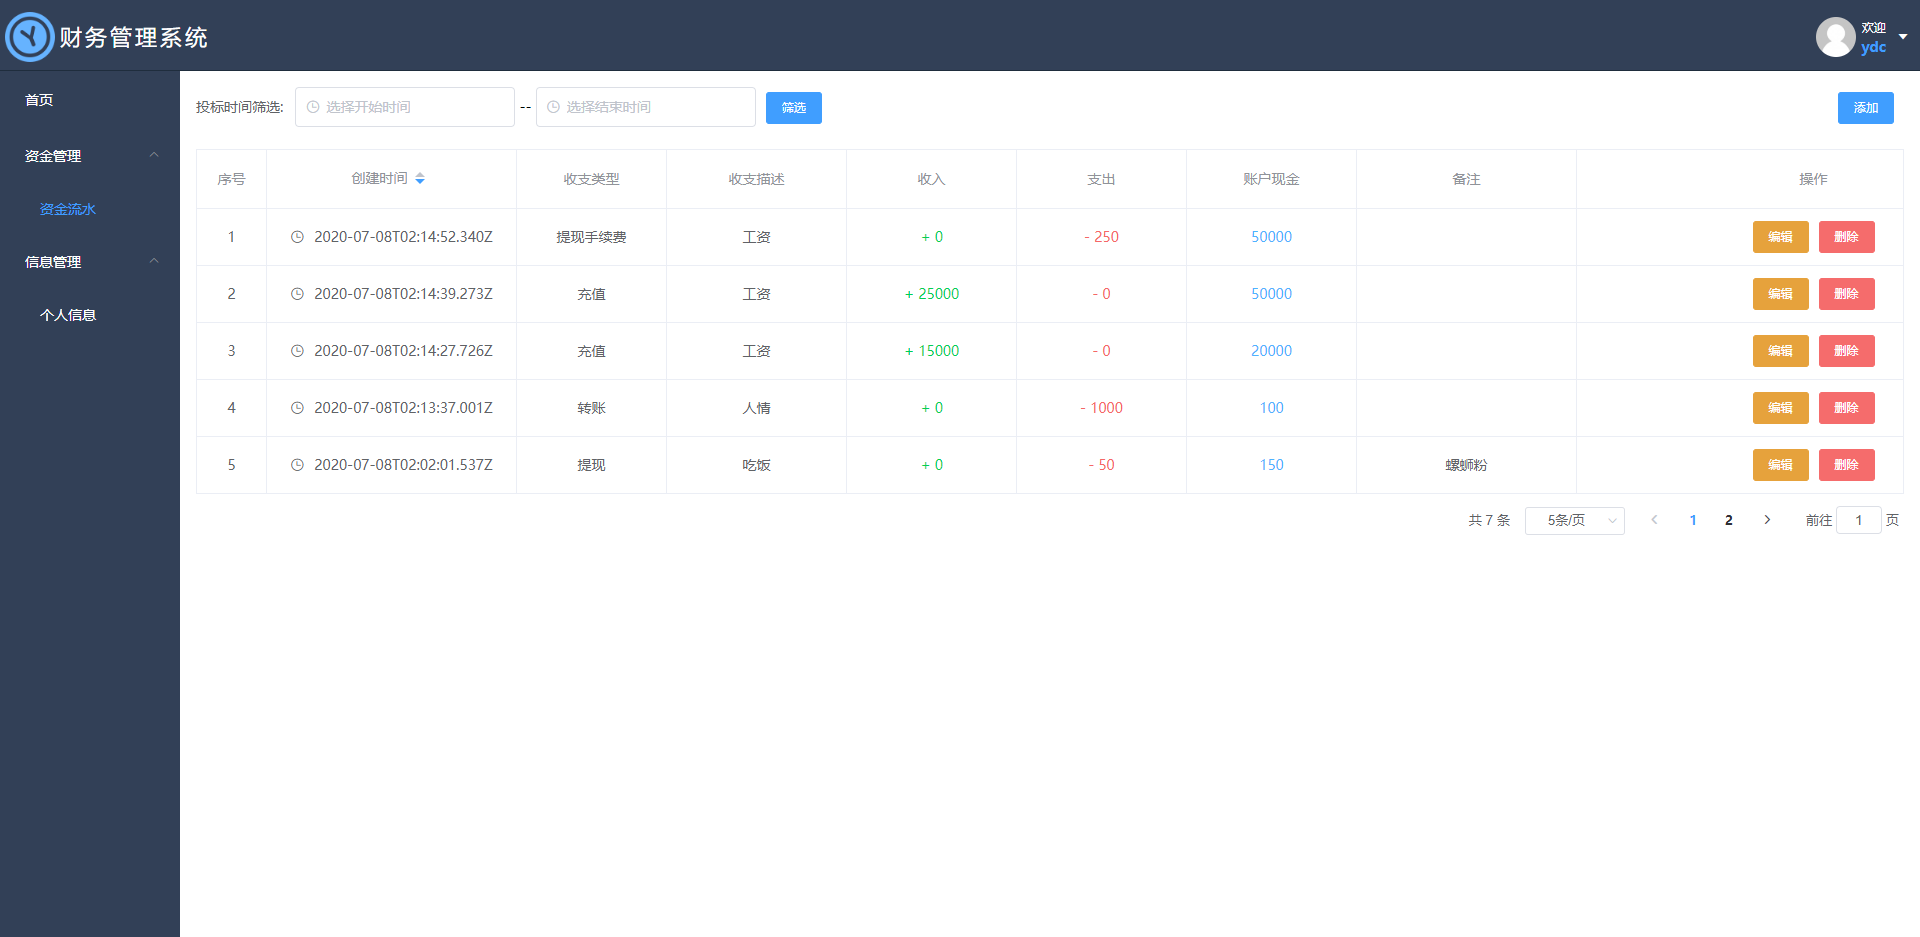 财务管理系统
欢迎
ydc
首页
资金管理
资金流水
信息管理
个人信息
投标时间筛选: 选择开始时间 -- 选择结束时间 筛选 添加
序号 创建时间 收支类型 收支描述 收入 支出 账户现金 备注 操作
1 2020-07-08T02:14:52.340Z 提现手续费 工资 + 0 - 250 50000 编辑 删除
2 2020-07-08T02:14:39.273Z 充值 工资 + 25000 - 0 50000 编辑 删除
3 2020-07-08T02:14:27.726Z 充值 工资 + 15000 - 0 20000 编辑 删除
4 2020-07-08T02:13:37.001Z 转账 人情 + 0 - 1000 100 编辑 删除
5 2020-07-08T02:02:01.537Z 提现 吃饭 + 0 - 50 150 螺蛳粉 编辑 删除
共 7 条 5条/页 1 2 前往 1 页